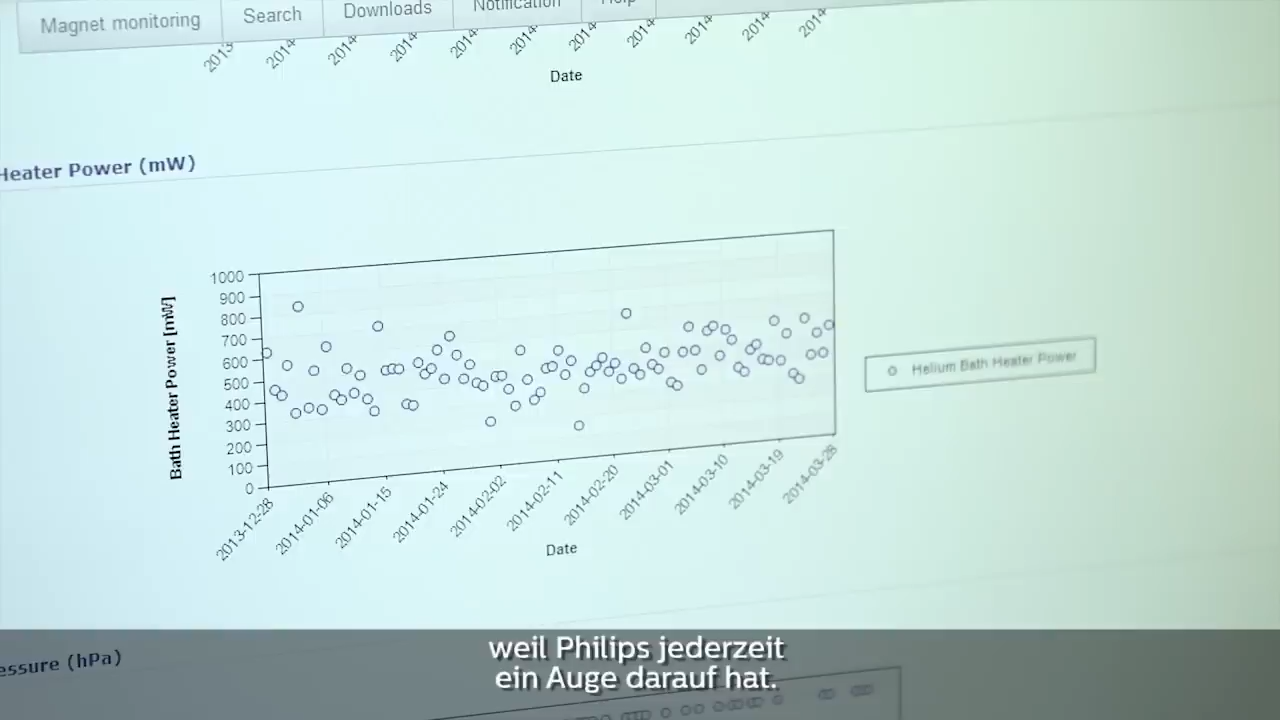 Magnet monitoring
Search
Downloads
Notification
Help
2013 2014 2014 2014 2014 2014 2014 2014 2014 2014 2014
Date
Heater Power (mW)
Bath Heater Power [mW]
1000
900
800
700
600
500
400
300
200
100
0
2013-12-28
2014-01-06
2014-01-15
2014-01-24
2014-02-02
2014-02-11
2014-02-20
2014-03-01
2014-03-10
2014-03-19
2014-03-28
Date
Helium Bath Heater Power
essure (hPa)
weil Philips jederzeit
ein Auge darauf hat.